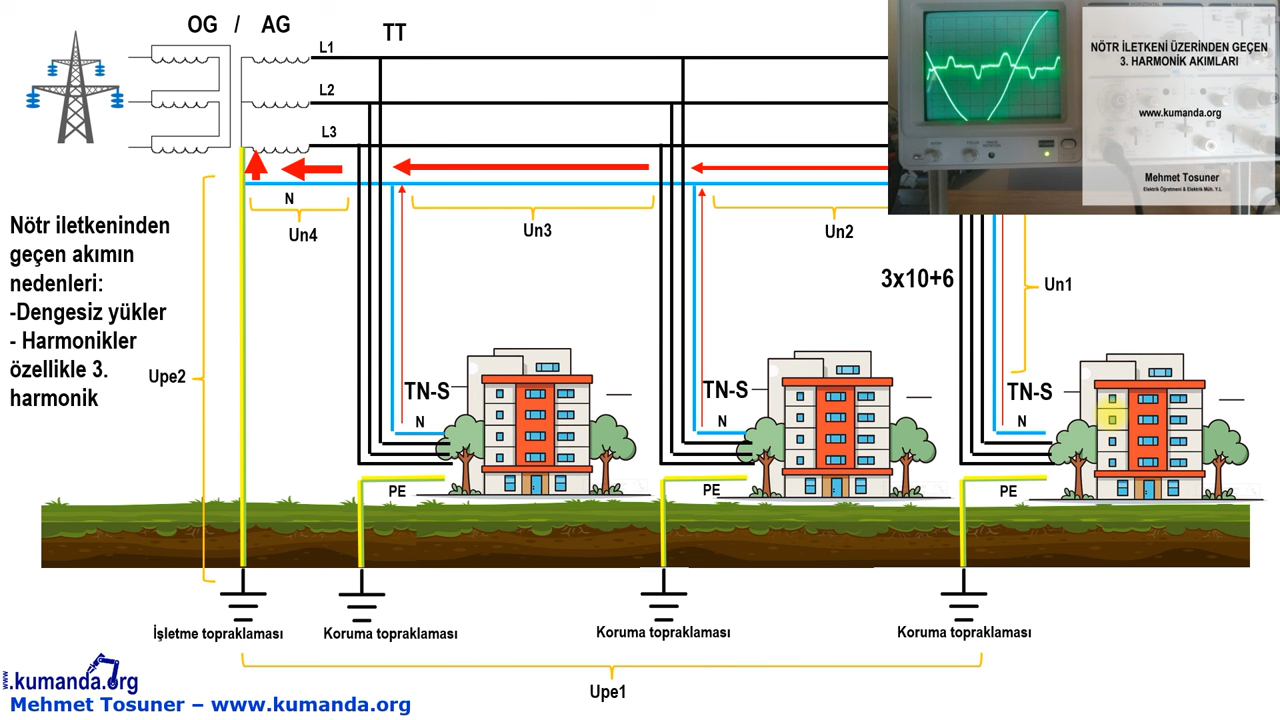 OG / AG
TT
L1
L2
L3
N
Un4
Un3
Un2
NÖTR İLETKENİ ÜZERİNDEN GEÇEN
3. HARMONİK AKIMLARI
www.kumanda.org
Mehmet Tosuner
Elektrik Öğretmeni & Elektrik Müh. Y.L
Nötr iletkeninden
geçen akımın
nedenleri:
-Dengesiz yükler
- Harmonikler
özellikle 3.
harmonik
Upe2
3x10+6
Un1
TN-S
N
PE
TN-S
N
PE
TN-S
N
PE
İşletme topraklaması
Koruma topraklaması
Koruma topraklaması
Koruma topraklaması
Upe1
www.kumanda.org
Mehmet Tosuner – www.kumanda.org